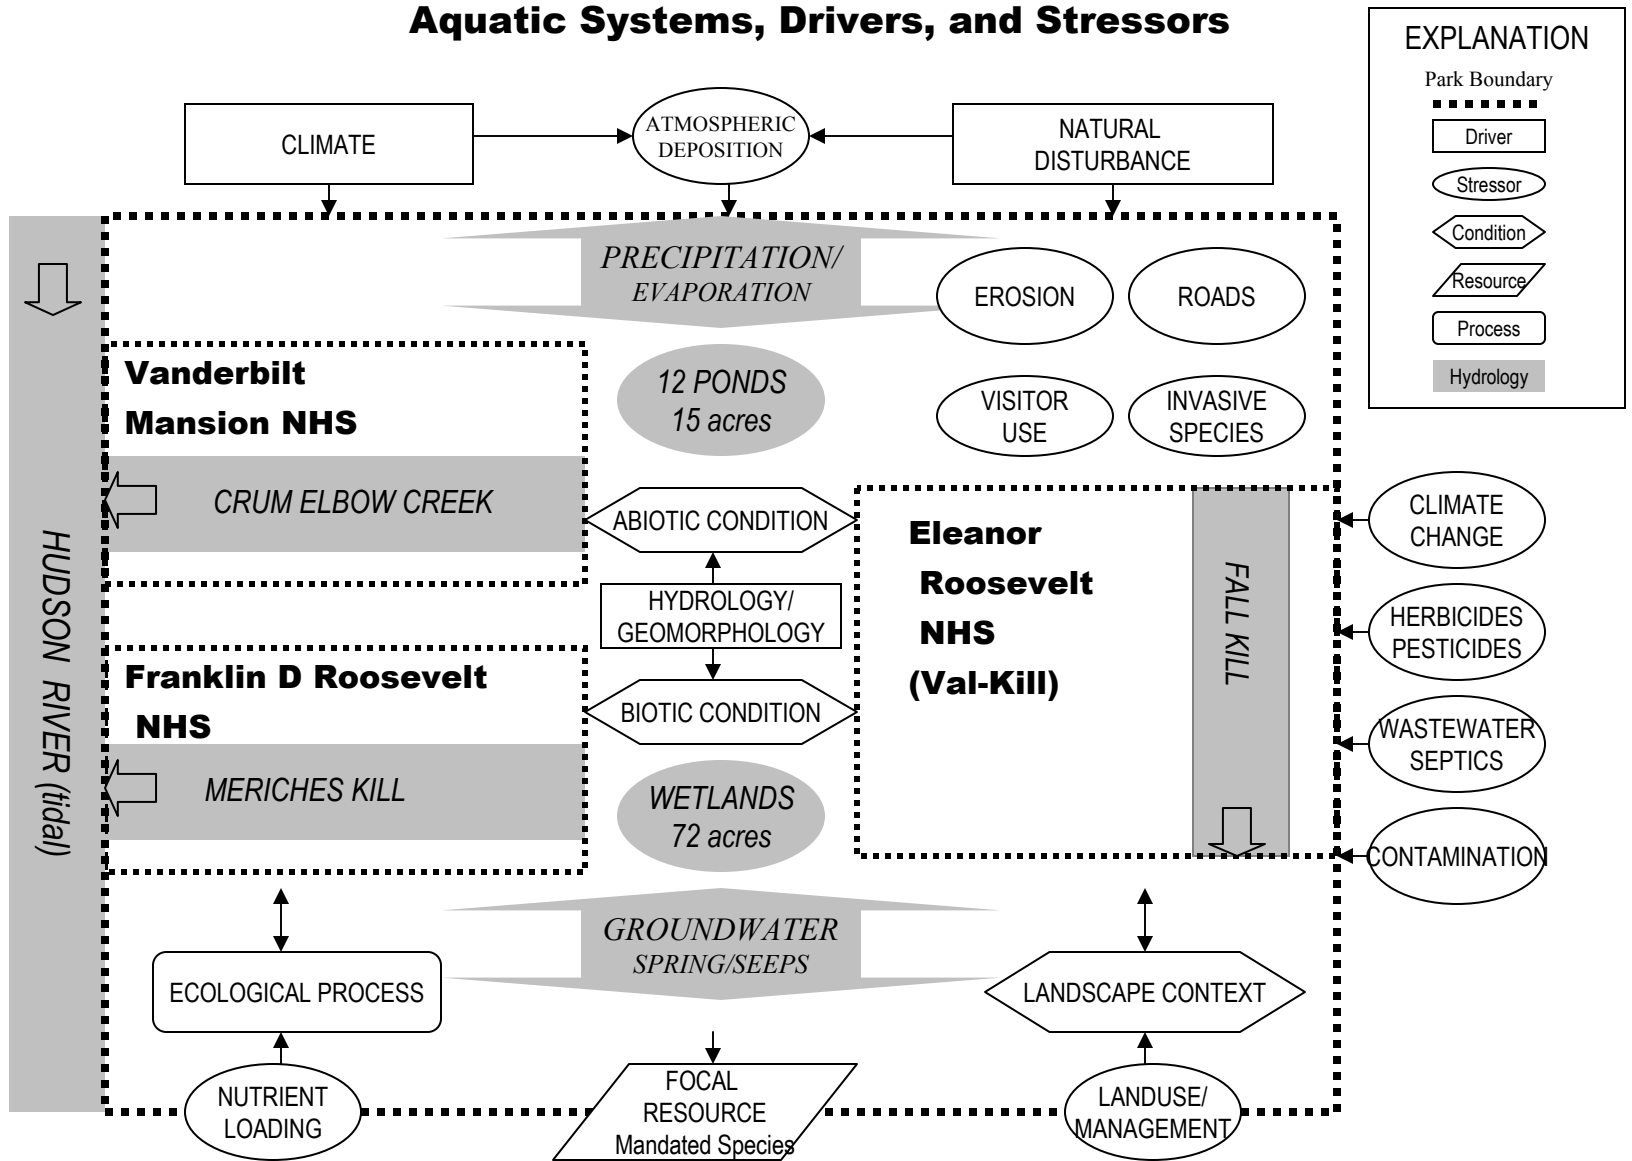 Aquatic Systems, Drivers, and Stressors
EXPLANATION
Park Boundary
Driver
Stressor
Condition
Resource
Process
Hydrology
CLIMATE
ATMOSPHERIC
DEPOSITION
NATURAL
DISTURBANCE
PRECIPITATION/
EVAPORATION
EROSION
ROADS
Vanderbilt
Mansion NHS
12 PONDS
15 acres
VISITOR
USE
INVASIVE
SPECIES
CRUM ELBOW CREEK
ABIOTIC CONDITION
Eleanor
Roosevelt
NHS
(Val-Kill)
FALL KILL
CLIMATE
CHANGE
HUDSON RIVER (tidal)
HYDROLOGY/
GEOMORPHOLOGY
HERBICIDES
PESTICIDES
Franklin D Roosevelt
NHS
BIOTIC CONDITION
WASTEWATER
SEPTICS
MERICHES KILL
WETLANDS
72 acres
CONTAMINATION
GROUNDWATER
SPRING/SEEPS
ECOLOGICAL PROCESS
LANDSCAPE CONTEXT
NUTRIENT
LOADING
FOCAL
RESOURCE
Mandated Species
LANDUSE/
MANAGEMENT